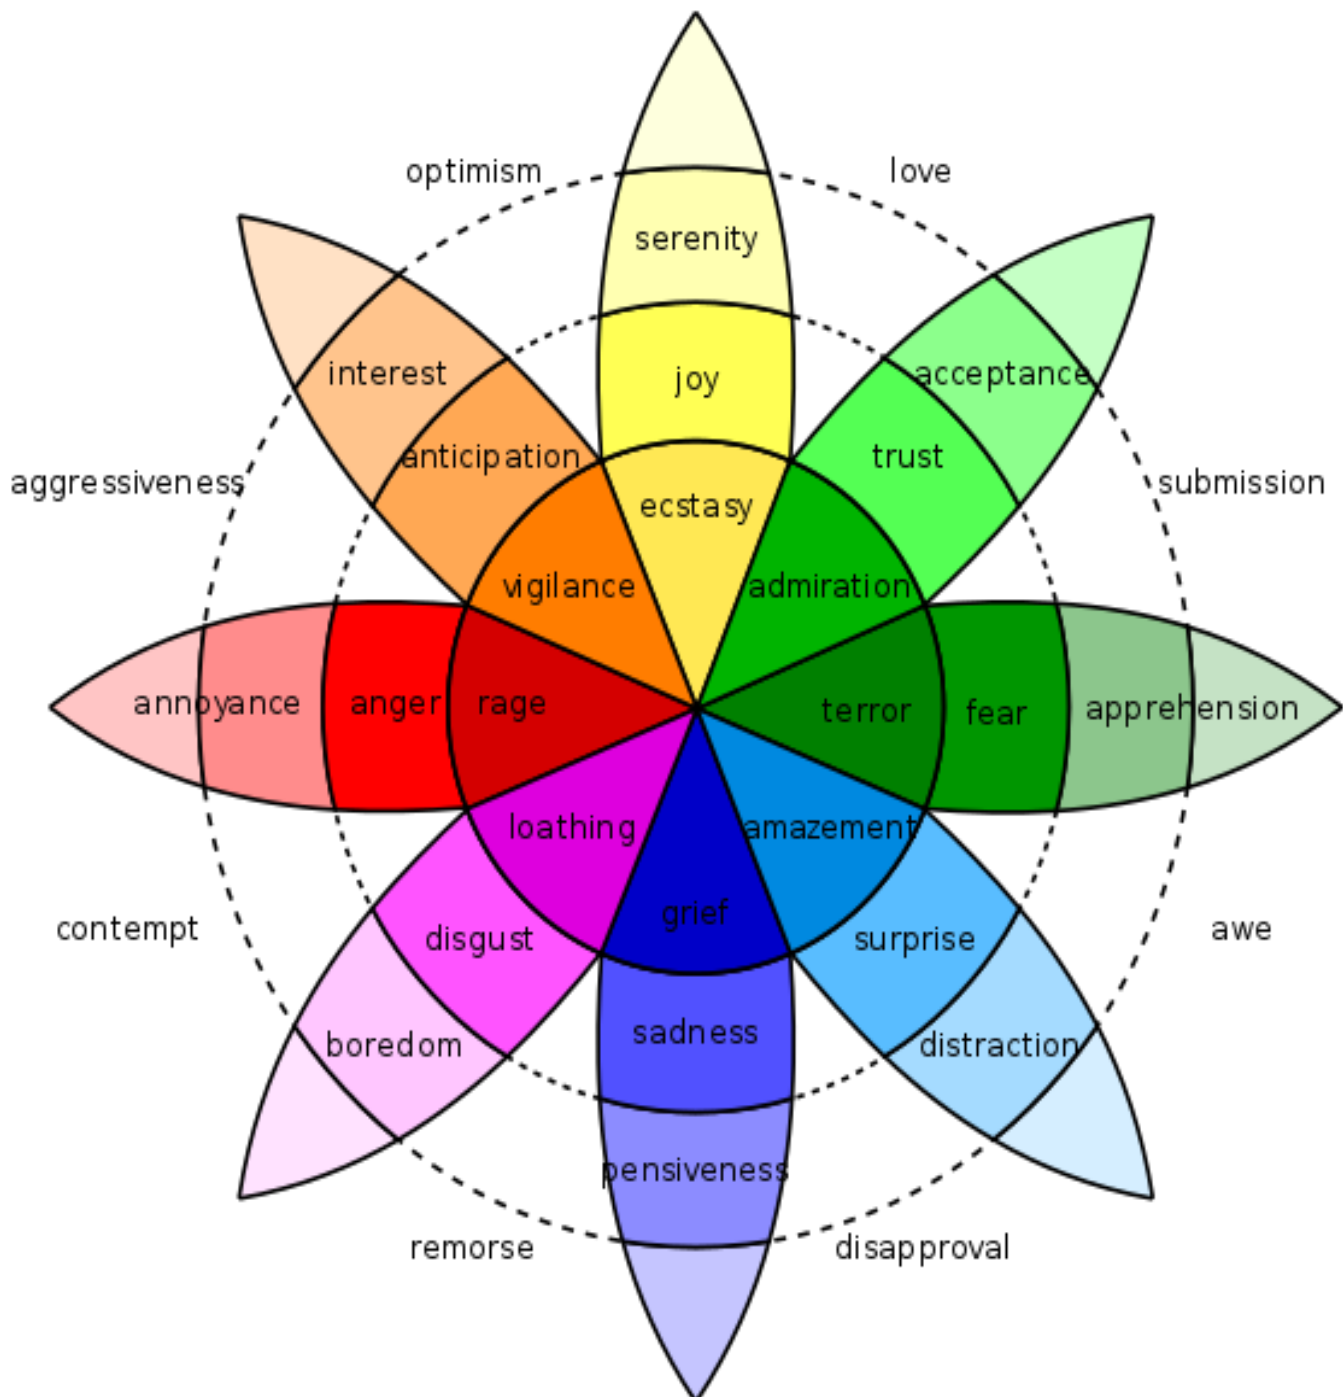 optimism
love
serenity
interest
joy
acceptance
anticipation
trust
aggressiveness
submission
ecstasy
vigilance
admiration
annoyance
anger
rage
terror
fear
apprehension
loathing
amazement
grief
contempt
disgust
surprise
awe
sadness
boredom
distraction
pensiveness
remorse
disapproval